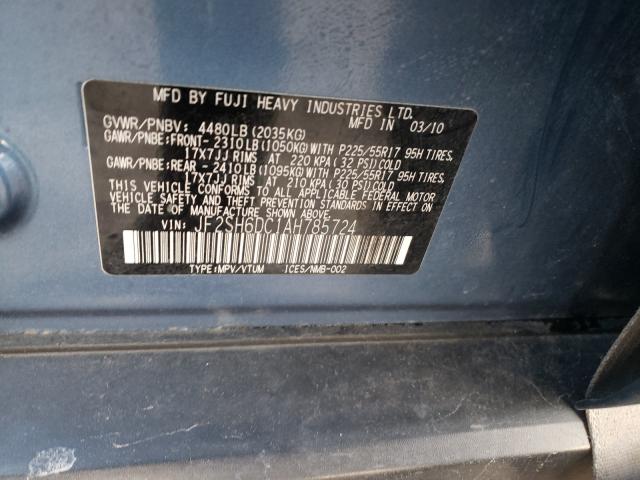 MFD BY FUJI HEAVY INDUSTRIES LTD.
GVWR/PNBV: 4480LB (2035KG) MFD IN 03/10
GAWR/PNBE:FRONT-2310LB(1050KG)WITH P225/55R17 95H TIRES,
17X7JJ RIMS AT 220 KPA(32 PSI)COLD
GAWR/PNBE:REAR -2410LB(1095KG)WITH P225/55R17 95H TIRES,
17X7JJ RIMS AT 210 KPA(30 PSI)COLD
THIS VEHICLE CONFORMS TO ALL APPLICABLE FEDERAL MOTOR
VEHICLE SAFETY AND BUMPER STANDARDS IN EFFECT ON THE
DATE OF MANUFACTURE SHOWN ABOVE.
VIN: JF2SH6DC1AH785724
TYPE:MPV/VTUM ICES/NMB-002